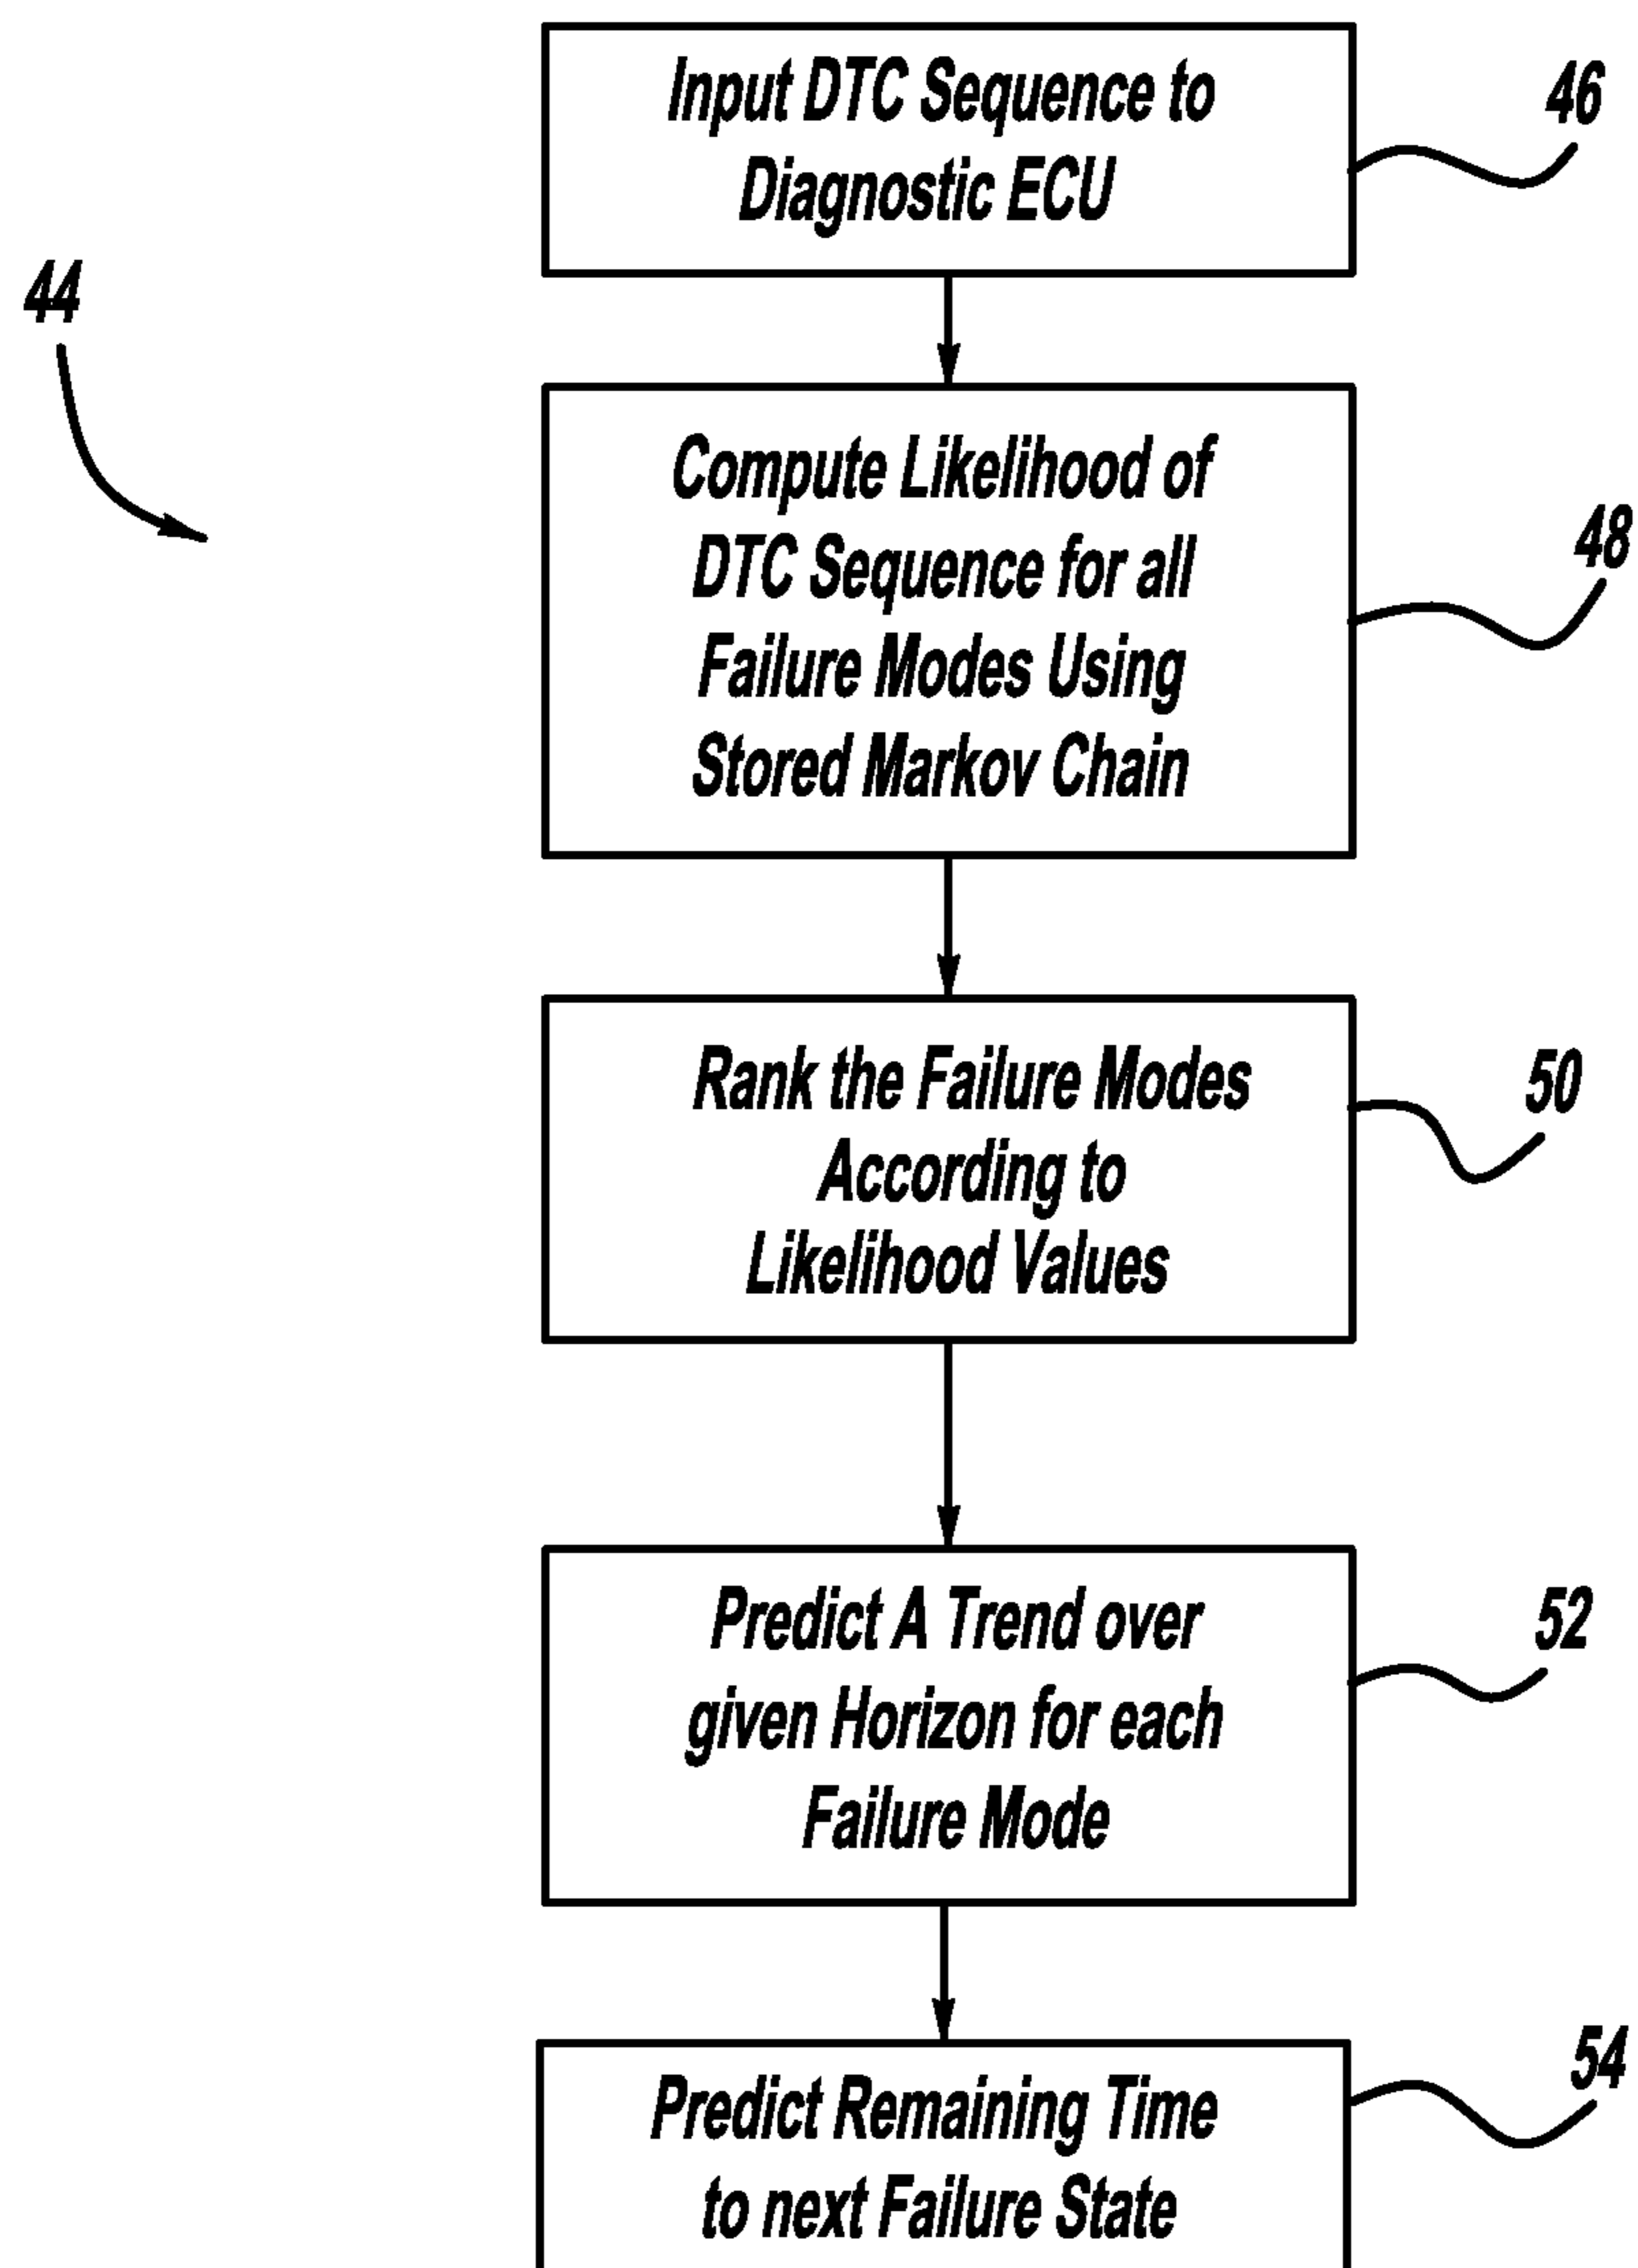 Input DTC Sequence to
Diagnostic ECU
46
44
Compute Likelihood of
DTC Sequence for all
Failure Modes Using
Stored Markov Chain
48
Rank the Failure Modes
According to
Likelihood Values
50
Predict A Trend over
given Horizon for each
Failure Mode
52
Predict Remaining Time
to next Failure State
54